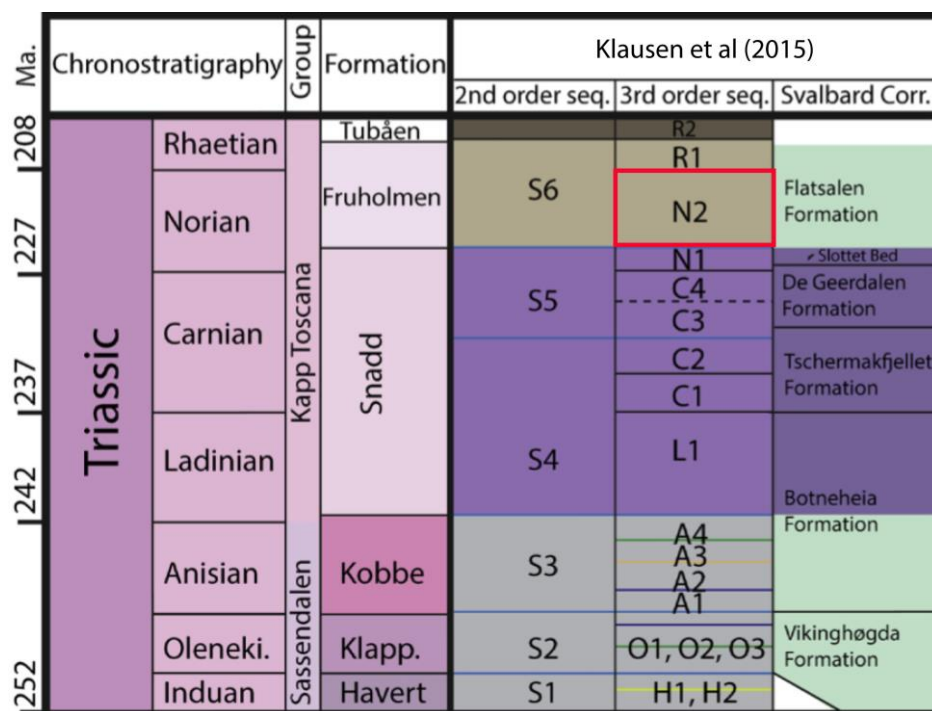 Ma.
Chronostratigraphy
Group
Formation
Klausen et al (2015)
2nd order seq.
3rd order seq.
Svalbard Corr.
208
227
237
242
252
Triassic
Rhaetian
Norian
Carnian
Ladinian
Anisian
Oleneki.
Induan
Kapp Toscana
Sassendalen
Tubåen
Fruholmen
Snadd
Kobbe
Klapp.
Havert
S6
S5
S4
S3
S2
S1
R2
R1
N2
N1
C4
C3
C2
C1
L1
A4
A3
A2
A1
O1, O2, O3
H1, H2
Flatsalen
Formation
Slottet Bed
De Geerdalen
Formation
Tschermakfjellet
Formation
Botneheia
Formation
Vikinghøgda
Formation